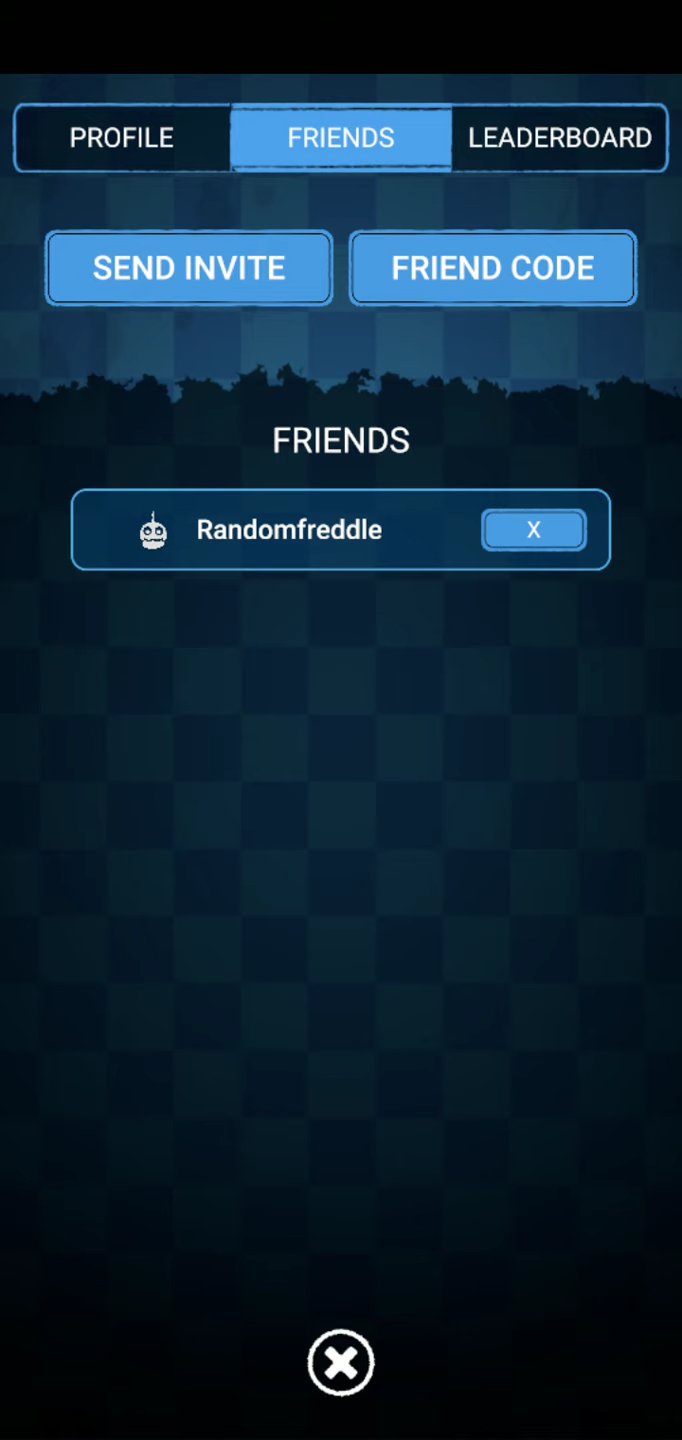 PROFILE
FRIENDS
LEADERBOARD
SEND INVITE
FRIEND CODE
FRIENDS
Randomfreddle
X